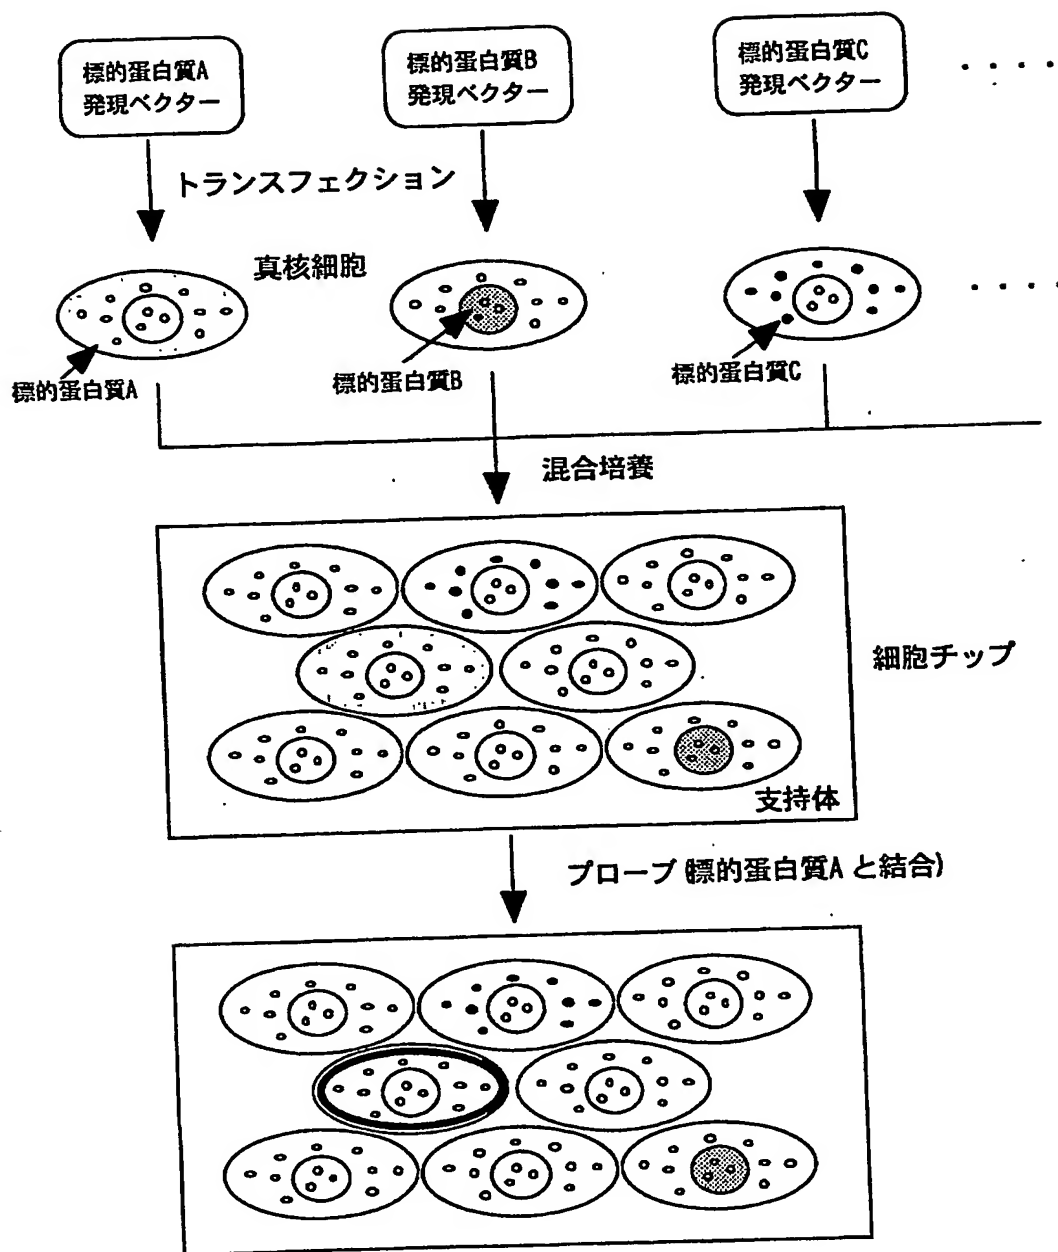 標的蛋白質A
発現ベクター
標的蛋白質B
発現ベクター
標的蛋白質C
発現ベクター
トランスフェクション
真核細胞
標的蛋白質A
標的蛋白質B
標的蛋白質C
混合培養
細胞チップ
支持体
プローブ (標的蛋白質Aと結合)